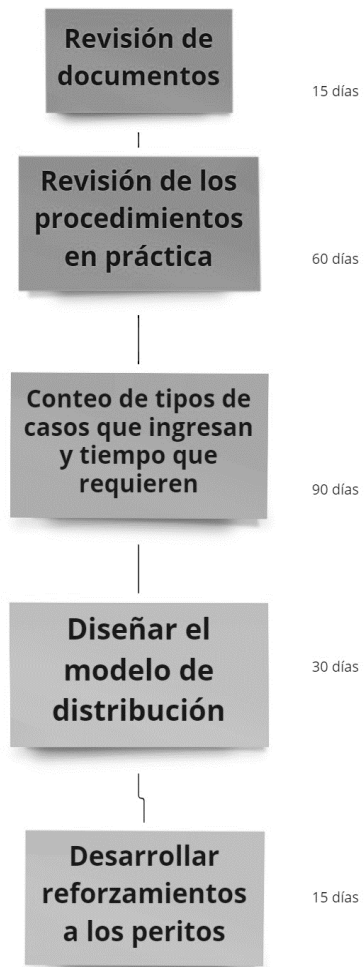 Revisión de
documentos
15 días
Revisión de los
procedimientos
en práctica
60 días
Conteo de tipos de
casos que ingresan
y tiempo que
requieren
90 días
Diseñar el
modelo de
distribución
30 días
Desarrollar
reforzamientos
a los peritos
15 días